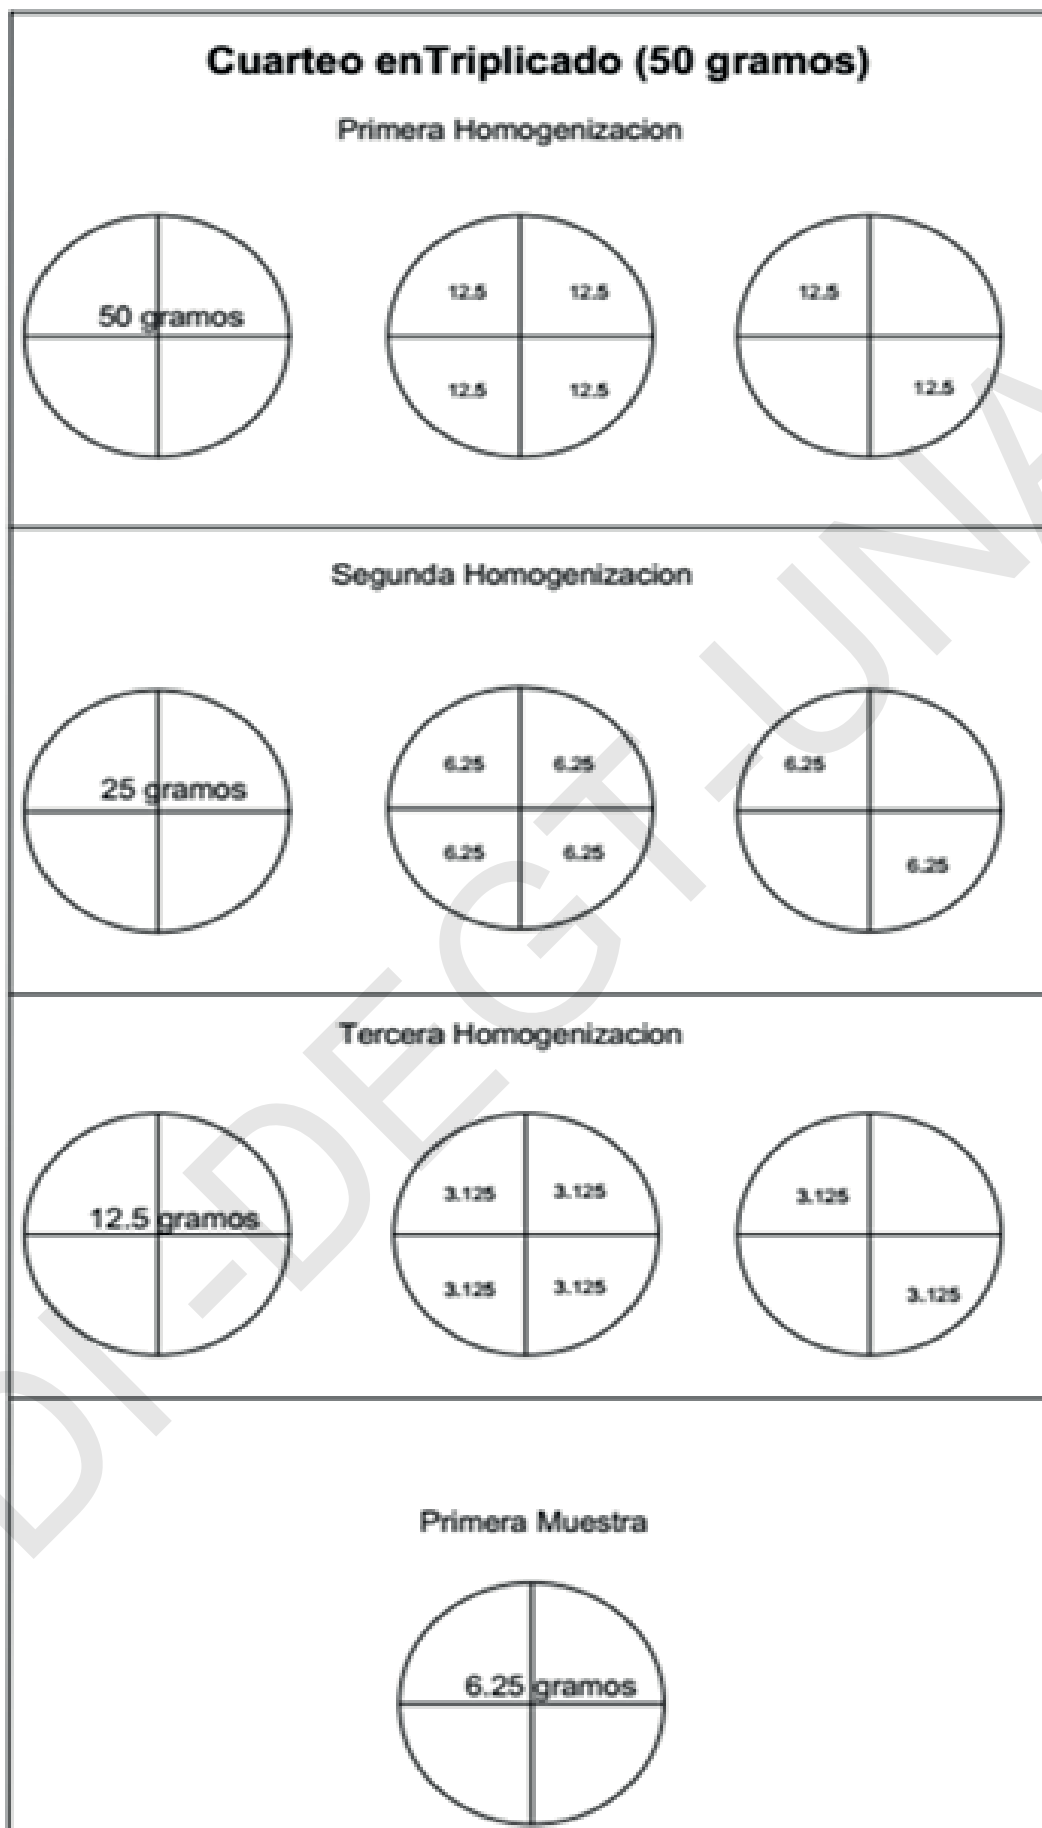 Cuarteo enTriplicado (50 gramos)
Primera Homogenizacion
50 gramos
12.5 12.5
12.5 12.5
12.5
12.5
Segunda Homogenizacion
25 gramos
6.25 6.25
6.25 6.25
6.25
6.25
Tercera Homogenizacion
12.5 gramos
3.125 3.125
3.125 3.125
3.125
3.125
Primera Muestra
6.25 gramos
DI-DEGT-UNA